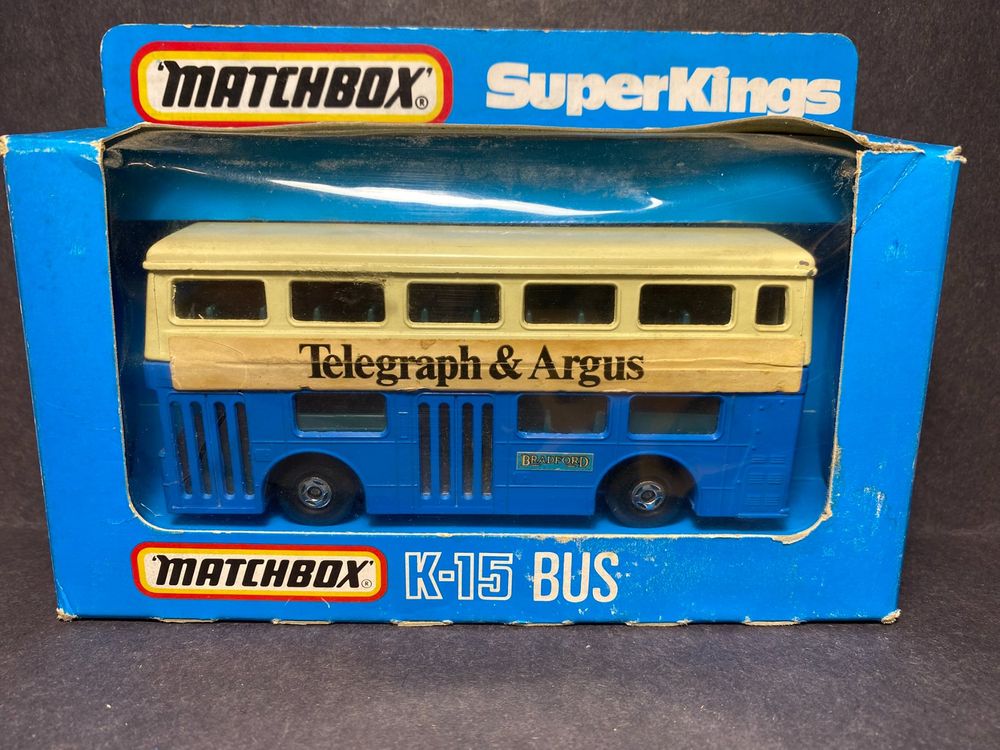 'MATCHBOX'®
SuperKings
Telegraph & Argus
BRADFORD
'MATCHBOX'®
K-15 BUS